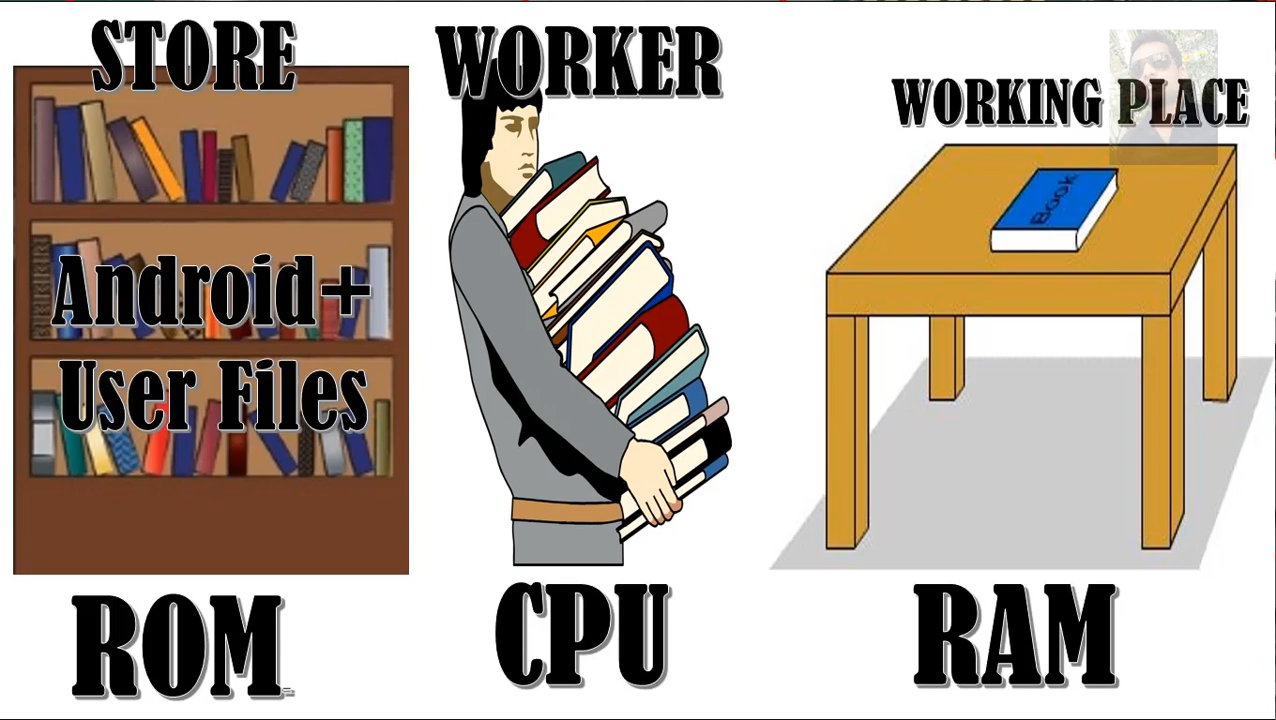 STORE
Android+
User Files
ROM
WORKER
CPU
WORKING PLACE
Book
RAM